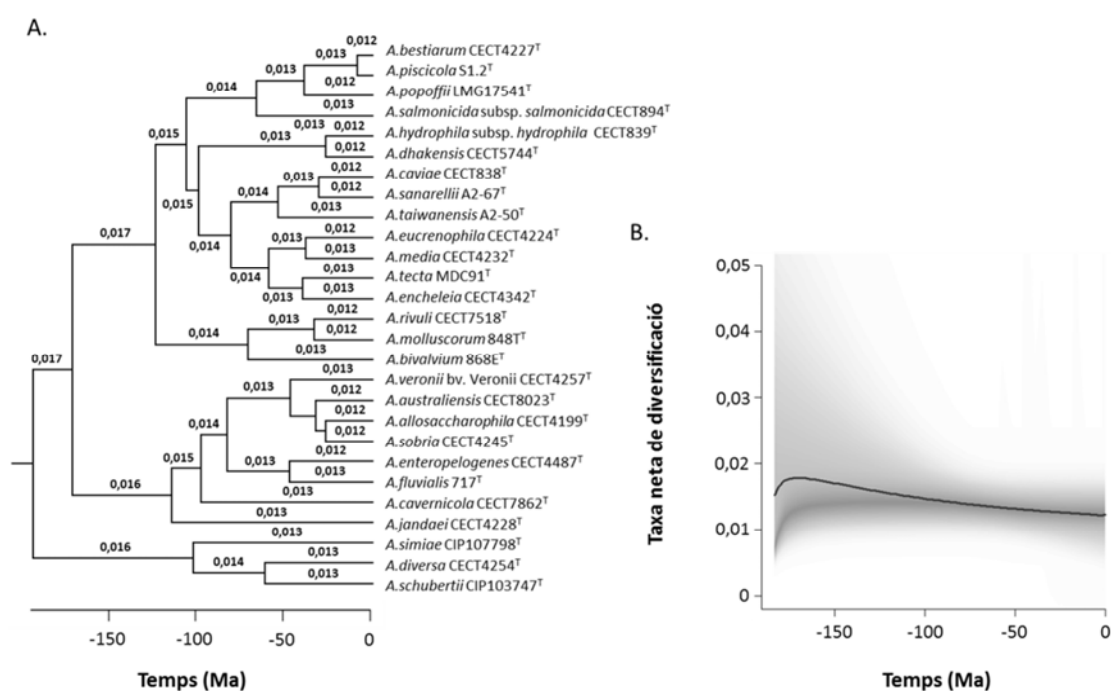 A.
0,012
0,013
A.bestiarum CECT4227ᵀ
0,013
A.piscicola S1.2ᵀ
0,014
0,012
A.popoffii LMG17541ᵀ
0,013
A.salmonicida subsp. salmonicida CECT894ᵀ
0,015
0,013
0,012
A.hydrophila subsp. hydrophila CECT839ᵀ
0,012
A.dhakensis CECT5744ᵀ
0,012
A.caviae CECT838ᵀ
0,013
0,012
A.sanarellii A2-67ᵀ
0,014
0,015
0,013
A.taiwanensis A2-50ᵀ
0,017
0,012
A.eucrenophila CECT4224ᵀ
0,014
0,013
0,013
A.media CECT4232ᵀ
0,014
0,013
A.tecta MDC91ᵀ
0,013
0,013
A.encheleia CECT4342ᵀ
0,012
A.rivuli CECT7518ᵀ
0,014
0,013
0,012
A.molluscorum 848Tᵀ
0,013
A.bivalvium 868Eᵀ
0,017
0,013
A.veronii bv. Veronii CECT4257ᵀ
0,013
0,012
A.australiensis CECT8023ᵀ
0,012
A.allosaccharophila CECT4199ᵀ
0,014
0,012
A.sobria CECT4245ᵀ
0,012
A.enteropelogenes CECT4487ᵀ
0,015
0,013
0,013
A.fluvialis 717ᵀ
0,016
0,013
A.cavernicola CECT7862ᵀ
0,013
A.jandaei CECT4228ᵀ
0,013
A.simiae CIP107798ᵀ
0,016
0,013
A.diversa CECT4254ᵀ
0,014
0,013
A.schubertii CIP103747ᵀ
-150
-100
-50
0
Temps (Ma)
B.
Taxa neta de diversificació
0,05
0,04
0,03
0,02
0,01
0
-150
-100
-50
0
Temps (Ma)